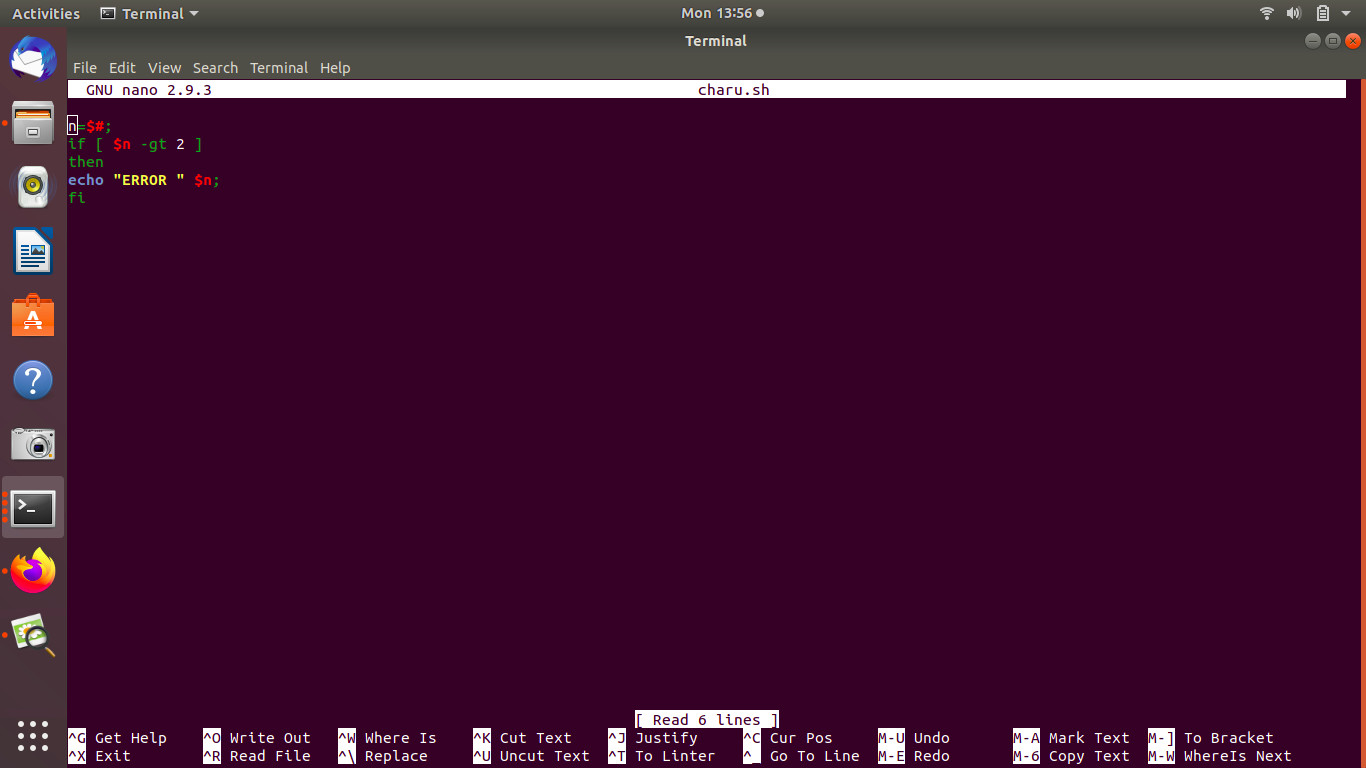 Activities Terminal Mon 13:56
Terminal
File Edit View Search Terminal Help
GNU nano 2.9.3 charu.sh
n=$#;
if [ $n -gt 2 ]
then
echo "ERROR " $n;
fi
[ Read 6 lines ]
^G Get Help ^O Write Out ^W Where Is ^K Cut Text ^J Justify ^C Cur Pos M-U Undo M-A Mark Text M-] To Bracket
^X Exit ^R Read File ^\ Replace ^U Uncut Text ^T To Linter ^_ Go To Line M-E Redo M-6 Copy Text M-W WhereIs Next